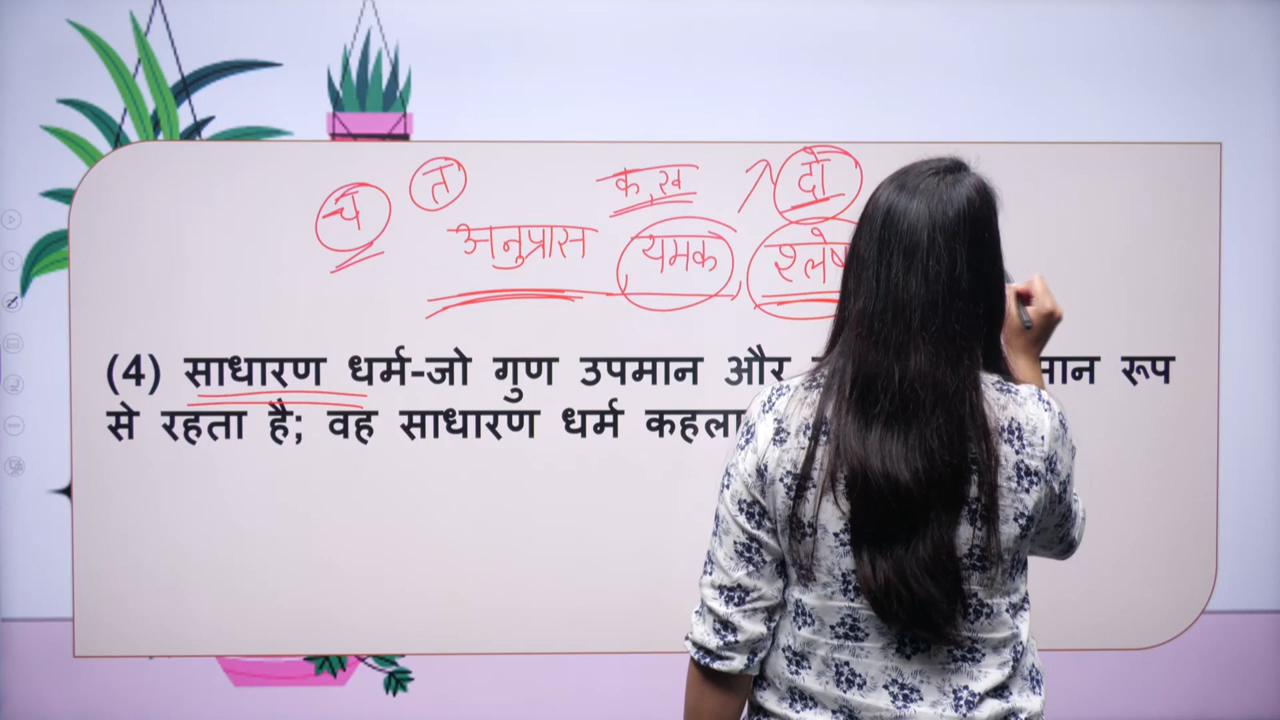 च त क,ख दो
अनुप्रास यमक श्लेष
(4) साधारण धर्म-जो गुण उपमान और मान रूप
से रहता है; वह साधारण धर्म कहला